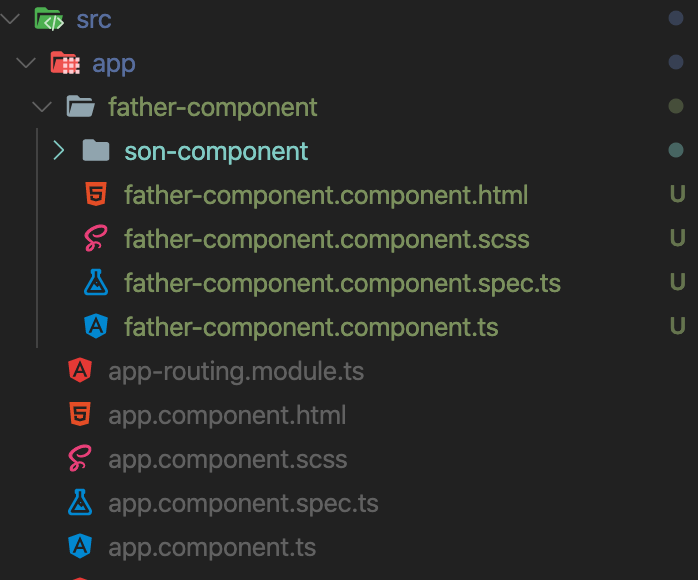 src
app
father-component
son-component
father-component.component.html U
father-component.component.scss U
father-component.component.spec.ts U
father-component.component.ts U
app-routing.module.ts
app.component.html
app.component.scss
app.component.spec.ts
app.component.ts